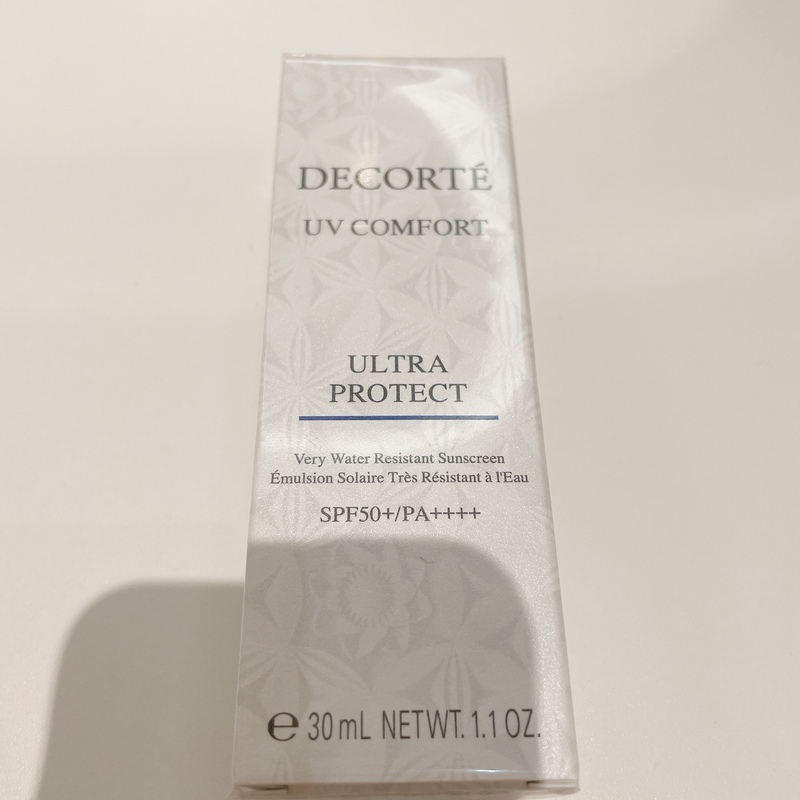 DECORTÉ
UV COMFORT
ULTRA
PROTECT
Very Water Resistant Sunscreen
Émulsion Solaire Très Résistant à l'Eau
SPF50+/PA++++
℮ 30 mL NETWT. 1.1 OZ.